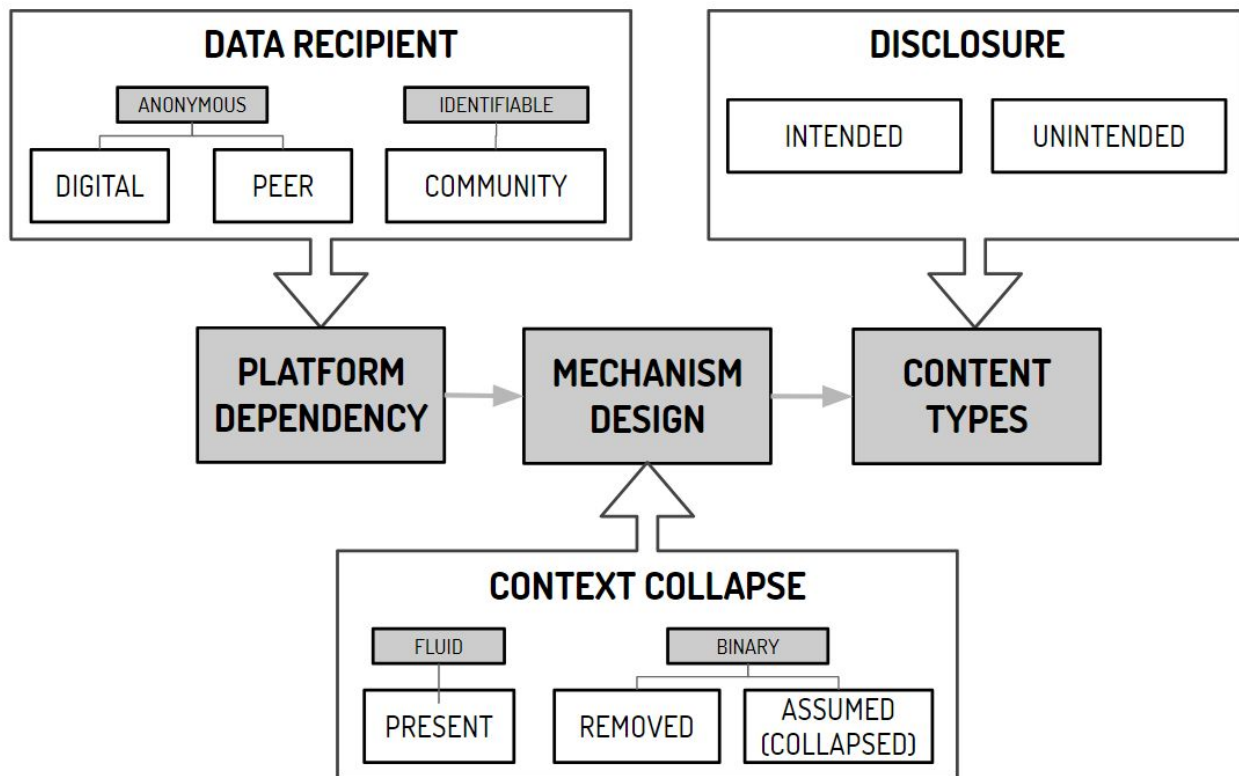 DATA RECIPIENT
ANONYMOUS
IDENTIFIABLE
DIGITAL
PEER
COMMUNITY
DISCLOSURE
INTENDED
UNINTENDED
PLATFORM
DEPENDENCY
MECHANISM
DESIGN
CONTENT
TYPES
CONTEXT COLLAPSE
FLUID
BINARY
PRESENT
REMOVED
ASSUMED
(COLLAPSED)